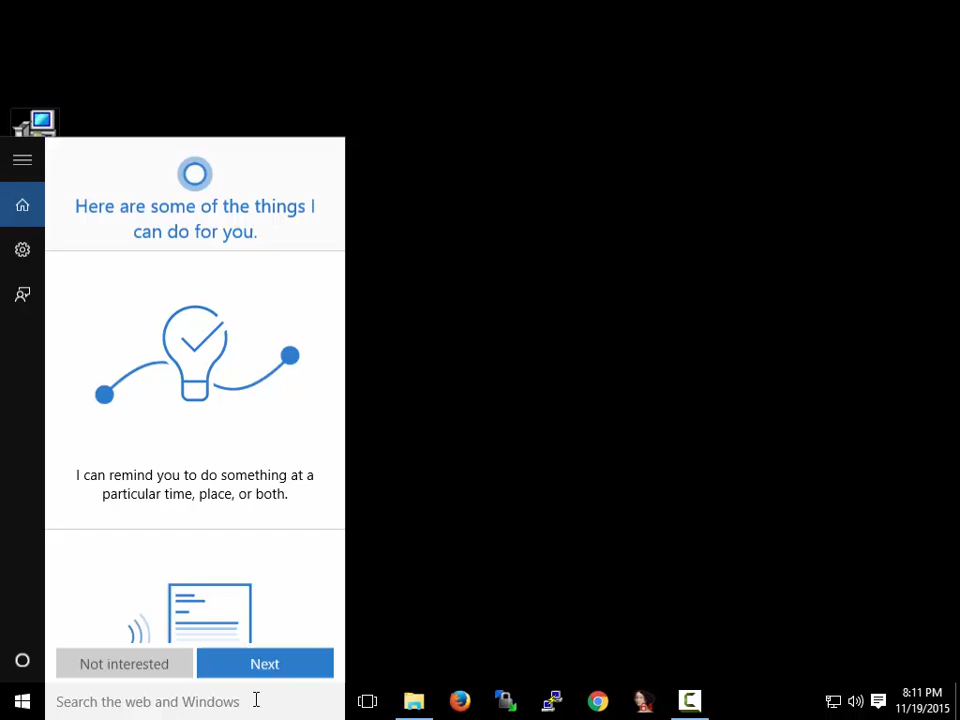 Here are some of the things I
can do for you.
I can remind you to do something at a
particular time, place, or both.
Not interested
Next
Search the web and Windows
8:11 PM
11/19/2015